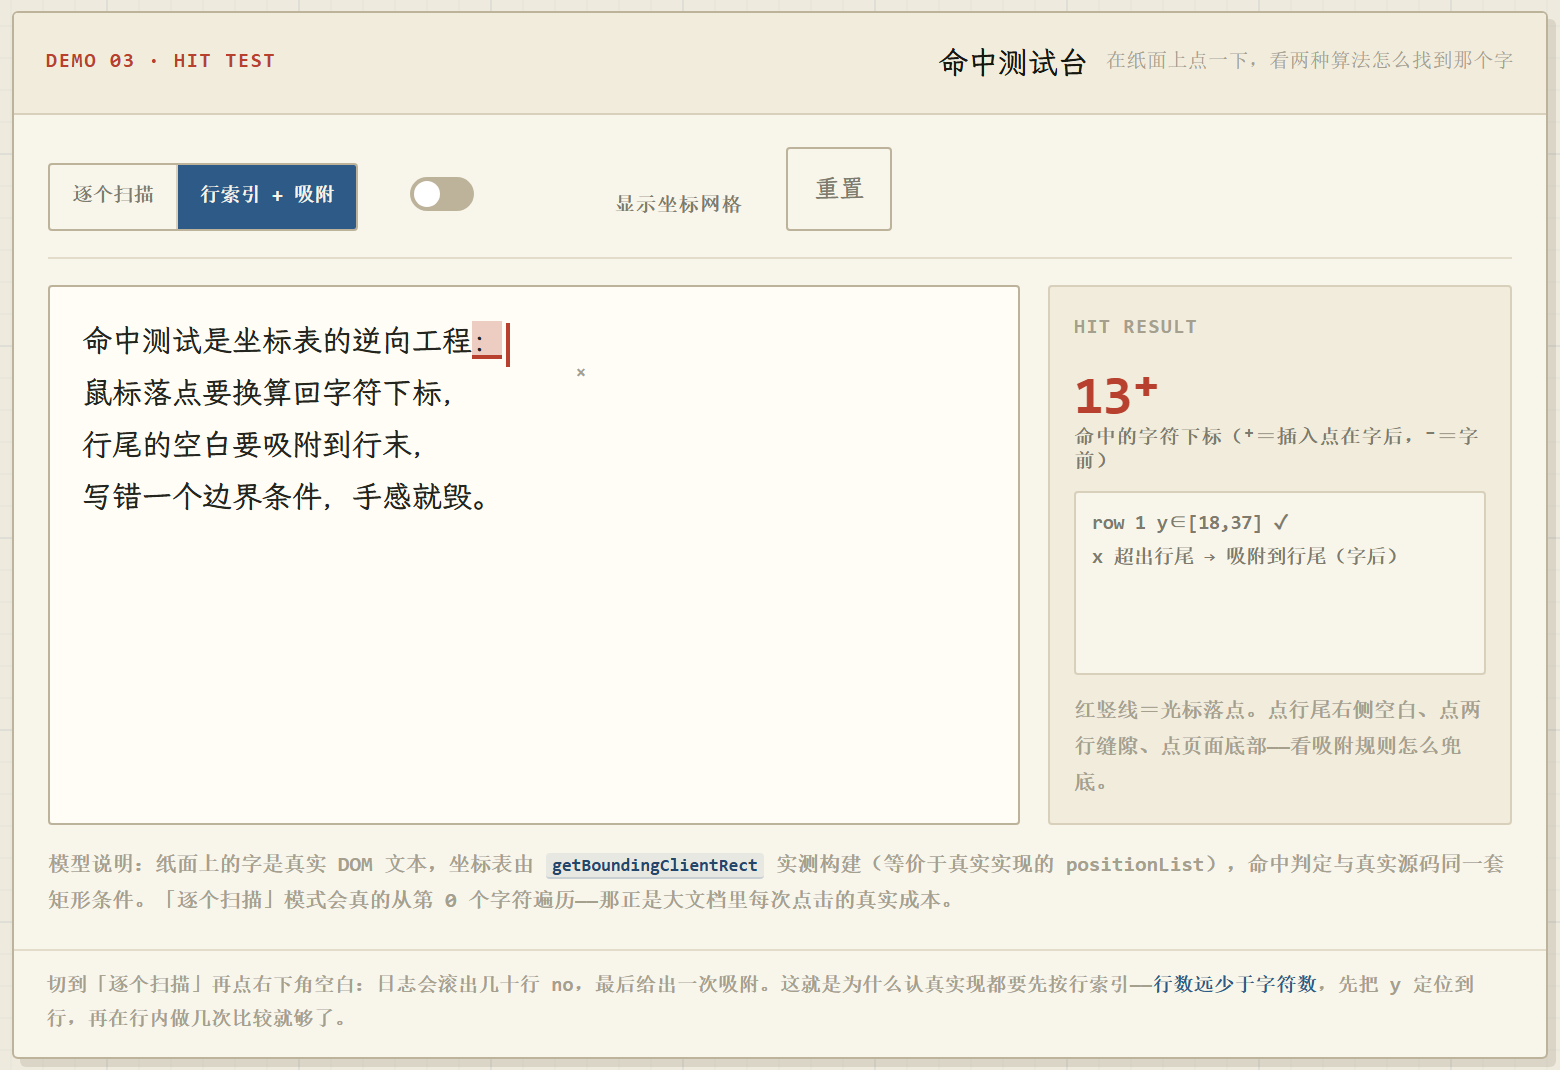 DEMO 03 · HIT TEST
命中测试台 在纸面上点一下，看两种算法怎么找到那个字
逐个扫描 行索引 + 吸附 显示坐标网格 重置
命中测试是坐标表的逆向工程：
鼠标落点要换算回字符下标，
行尾的空白要吸附到行末，
写错一个边界条件，手感就毁。
×
HIT RESULT
13⁺
命中的字符下标（⁺＝插入点在字后，⁻＝字
前）
row 1 y∈[18,37] ✓
x 超出行尾 → 吸附到行尾（字后）
红竖线＝光标落点。点行尾右侧空白、点两
行缝隙、点页面底部——看吸附规则怎么兜
底。
模型说明：纸面上的字是真实 DOM 文本，坐标表由 getBoundingClientRect 实测构建（等价于真实实现的 positionList），命中判定与真实源码同一套
矩形条件。「逐个扫描」模式会真的从第 0 个字符遍历——那正是大文档里每次点击的真实成本。
切到「逐个扫描」再点右下角空白：日志会滚出几十行 no，最后给出一次吸附。这就是为什么认真实现都要先按行索引——行数远少于字符数，先把 y 定位到
行，再在行内做几次比较就够了。